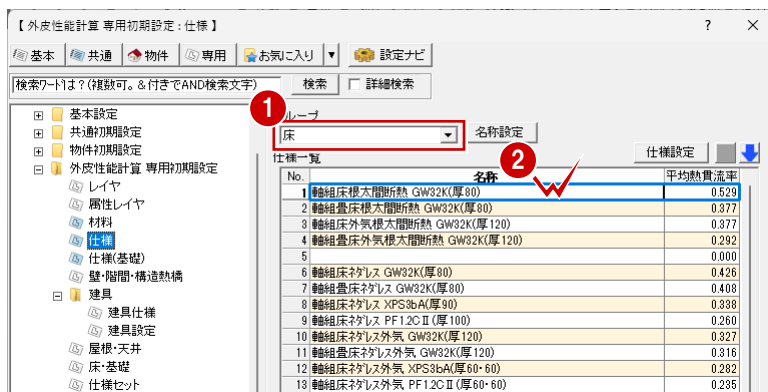 【 外皮性能計算 専用初期設定 : 仕様 】 ? ×
基本 共通 物件 専用 お気に入り ▼ 設定ナビ
検索ワードは？(複数可。＆付きでAND検索文字) 検索 詳細検索
基本設定
共通初期設定
物件初期設定
外皮性能計算 専用初期設定
レイヤ
属性レイヤ
材料
仕様
仕様(基礎)
壁・階間・構造熱橋
建具
建具仕様
建具設定
屋根・天井
床・基礎
仕様セット
1
ループ
床 名称設定
仕様一覧 2 仕様設定
No. 名称 平均熱貫流率
1 軸組床根太間断熱 GW32K(厚80) 0.529
2 軸組畳床根太間断熱 GW32K(厚80) 0.377
3 軸組床外気根太間断熱 GW32K(厚120) 0.377
4 軸組畳床外気根太間断熱 GW32K(厚120) 0.292
5 0.000
6 軸組床ネダレス GW32K(厚80) 0.426
7 軸組畳床ネダレス GW32K(厚80) 0.408
8 軸組床ネダレス XPS3bA(厚90) 0.338
9 軸組床ネダレス PF1.2CⅡ(厚100) 0.260
10 軸組床ネダレス外気 GW32K(厚120) 0.327
11 軸組畳床ネダレス外気 GW32K(厚120) 0.316
12 軸組床ネダレス外気 XPS3bA(厚60・60) 0.282
13 軸組床ネダレス外気 PF1.2CⅡ(厚60・60) 0.235